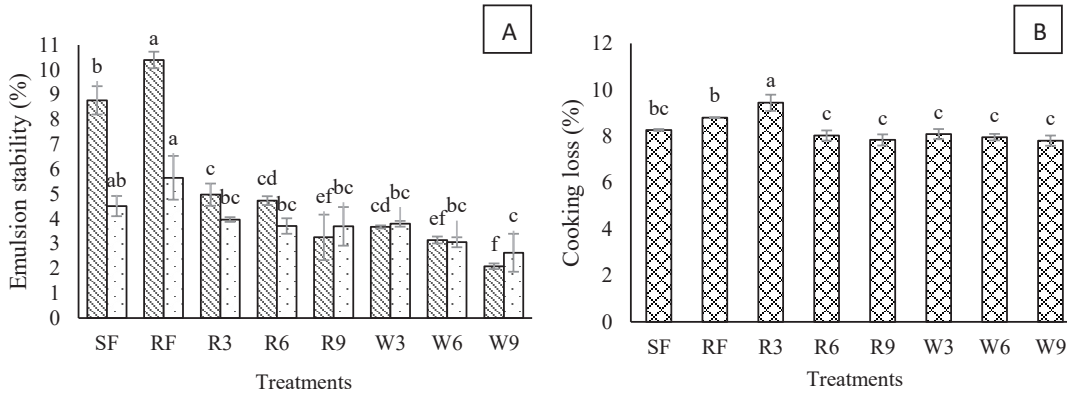 A
Emulsion stability (%)
11
10
9
8
7
6
5
4
3
2
1
0
b
ab
a
a
c
bc
cd
bc
ef
bc
cd
bc
ef
bc
f
c
SF RF R3 R6 R9 W3 W6 W9
Treatments
B
Cooking loss (%)
12
10
8
6
4
2
0
bc b a c c c c c
SF RF R3 R6 R9 W3 W6 W9
Treatments